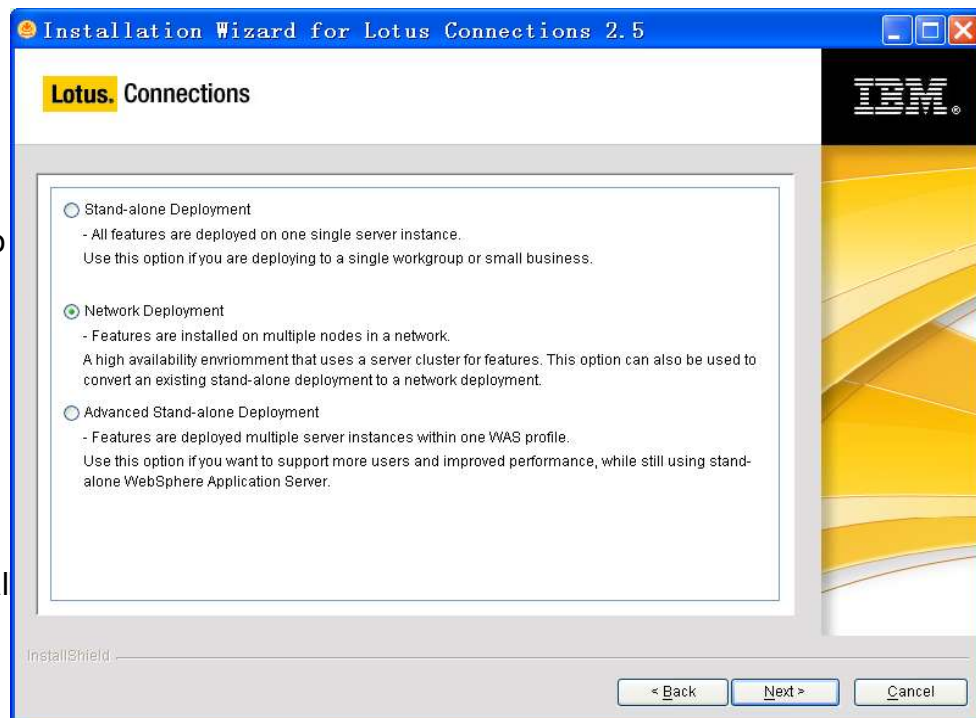 Installation Wizard for Lotus Connections 2.5
Lotus. Connections
IBM®
Stand-alone Deployment
- All features are deployed on one single server instance.
Use this option if you are deploying to a single workgroup or small business.
Network Deployment
- Features are installed on multiple nodes in a network.
A high availability envriomment that uses a server cluster for features. This option can also be used to
convert an existing stand-alone deployment to a network deployment.
Advanced Stand-alone Deployment
- Features are deployed multiple server instances within one WAS profile.
Use this option if you want to support more users and improved performance, while still using stand-
alone WebSphere Application Server.
InstallShield
< Back
Next >
Cancel